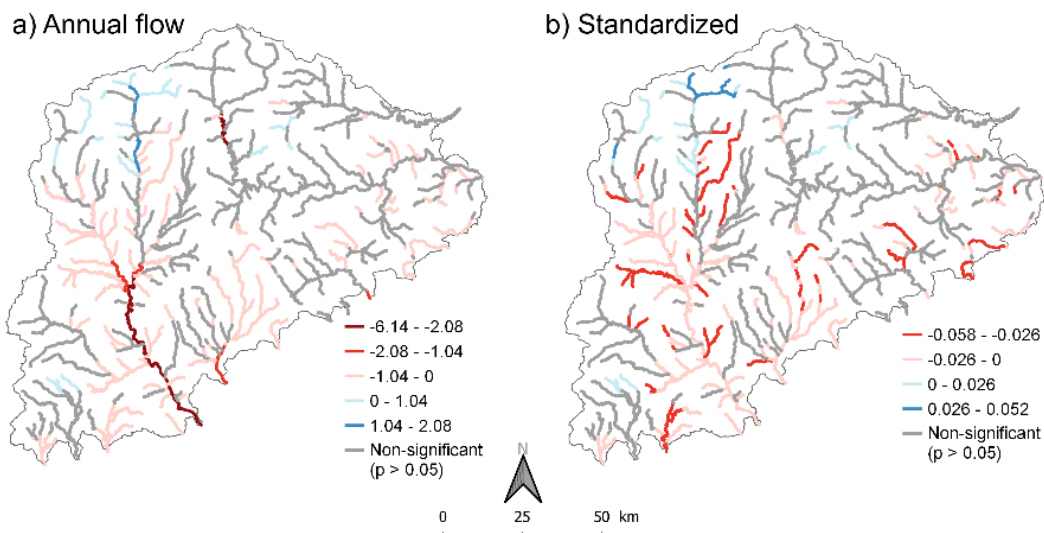 a) Annual flow
b) Standardized
-6.14 - -2.08
-2.08 - -1.04
-1.04 - 0
0 - 1.04
1.04 - 2.08
Non-significant
(p > 0.05)
-0.058 - -0.026
-0.026 - 0
0 - 0.026
0.026 - 0.052
Non-significant
(p > 0.05)
N
0 25 50 km